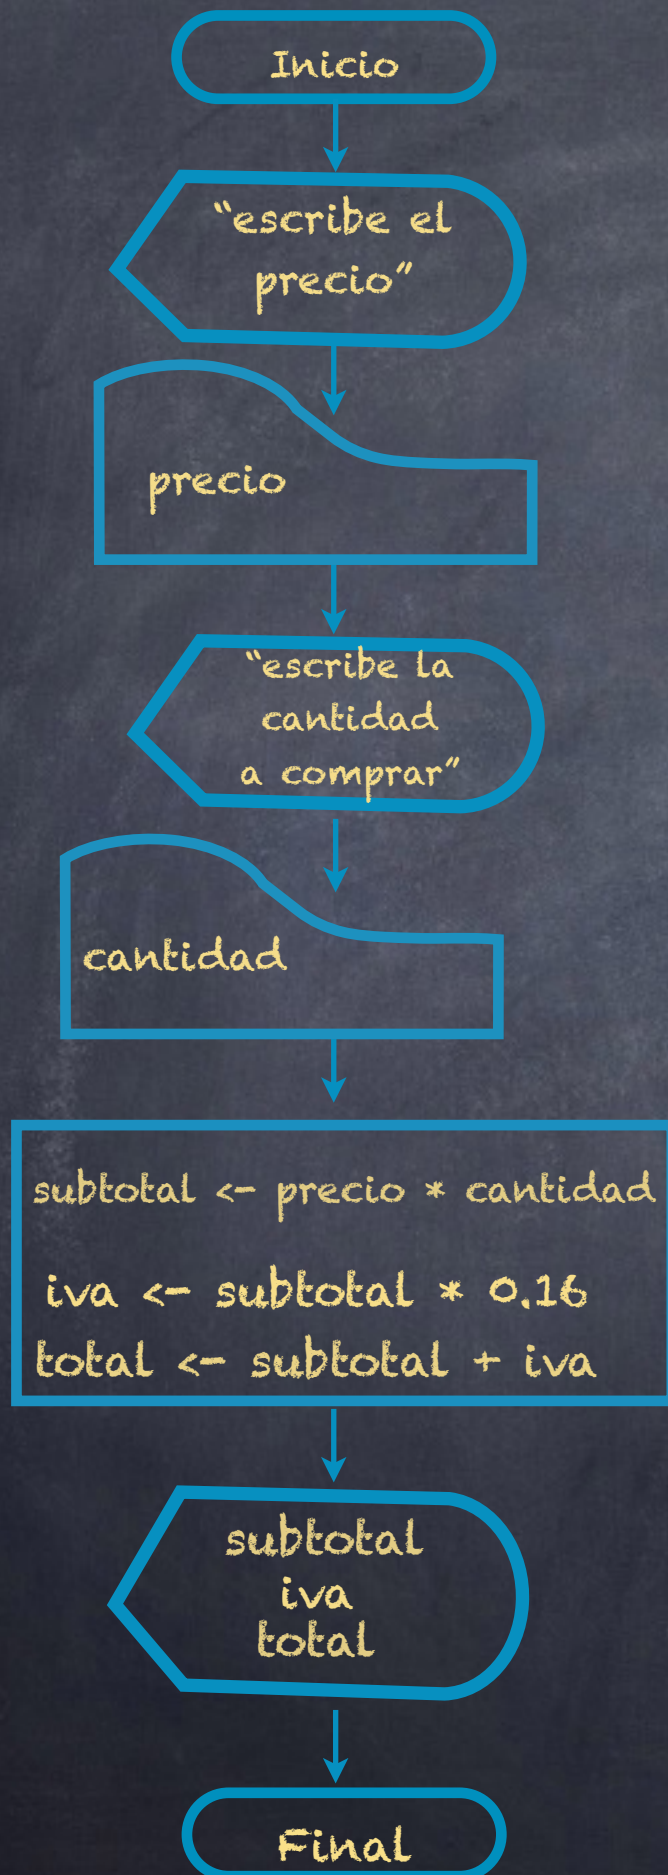 Inicio
“escribe el
precio”
precio
“escribe la
cantidad
a comprar”
cantidad
subtotal <- precio * cantidad
iva <- subtotal * 0.16
total <- subtotal + iva
subtotal
iva
total
Final